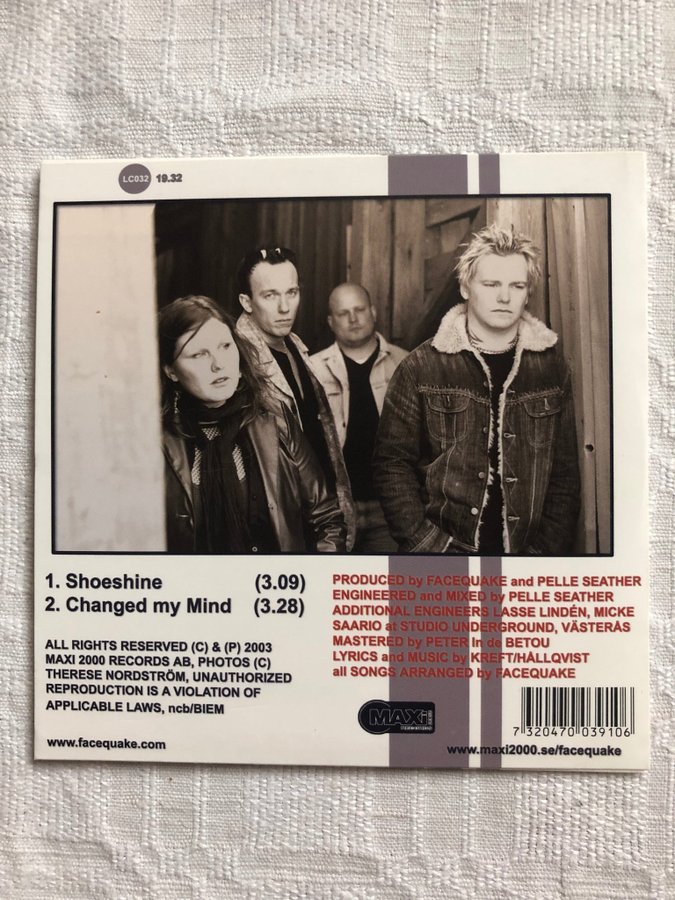 LC032 19.32
1. Shoeshine (3.09)
2. Changed my Mind (3.28)
ALL RIGHTS RESERVED (C) & (P) 2003
MAXI 2000 RECORDS AB, PHOTOS (C)
THERESE NORDSTRÖM, UNAUTHORIZED
REPRODUCTION IS A VIOLATION OF
APPLICABLE LAWS, ncb/BIEM
www.facequake.com
PRODUCED by FACEQUAKE and PELLE SEATHER
ENGINEERED and MIXED by PELLE SEATHER
ADDITIONAL ENGINEERS LASSE LINDÉN, MICKE
SAARIO at STUDIO UNDERGROUND, VÄSTERÅS
MASTERED by PETER In de BETOU
LYRICS and MUSIC by KREFT/HÄLLQVIST
all SONGS ARRANGED by FACEQUAKE
MAXi
7 320470 039106
www.maxi2000.se/facequake